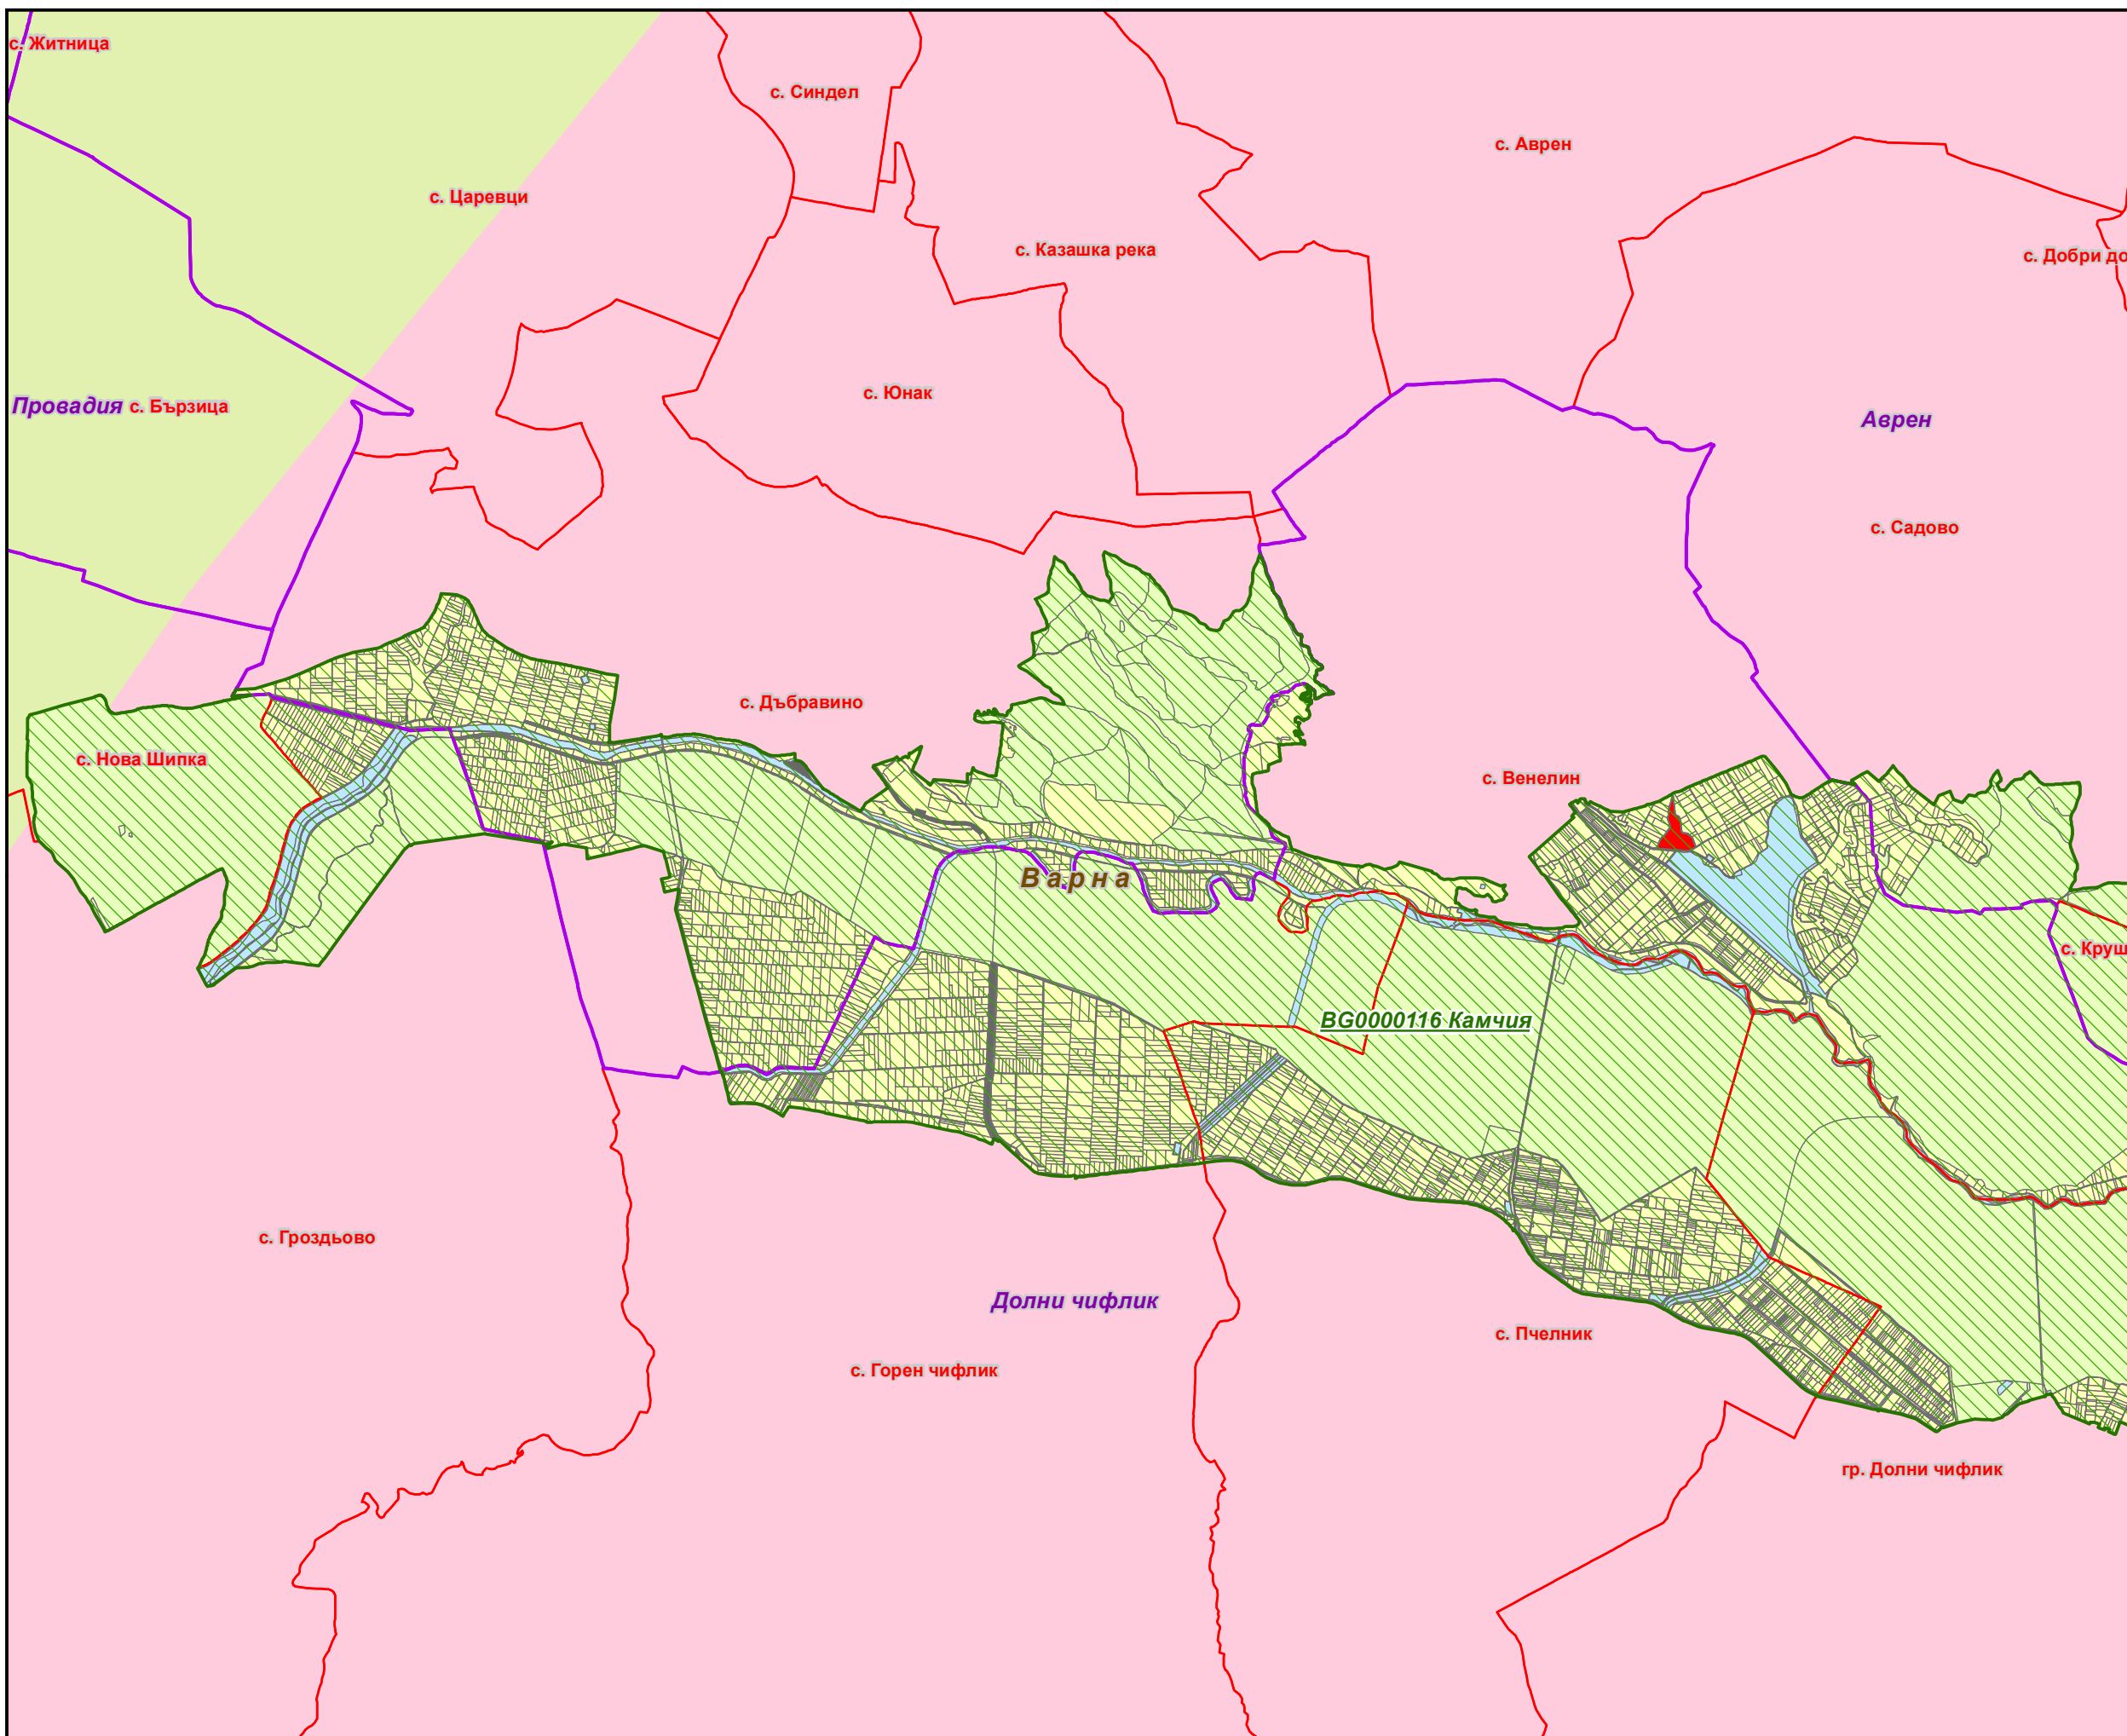 с. Житница
с. Синдел
с. Аврен
с. Царевци
с. Казашка река
с. Добри до
с. Юнак
Провадия
с. Бързица
Аврен
с. Садово
с. Дъбравино
с. Нова Шипка
с. Венелин
Варна
с. Круш
BG0000116 Камчия
с. Гроздьово
Долни чифлик
с. Пчелник
с. Горен чифлик
гр. Долни чифлик